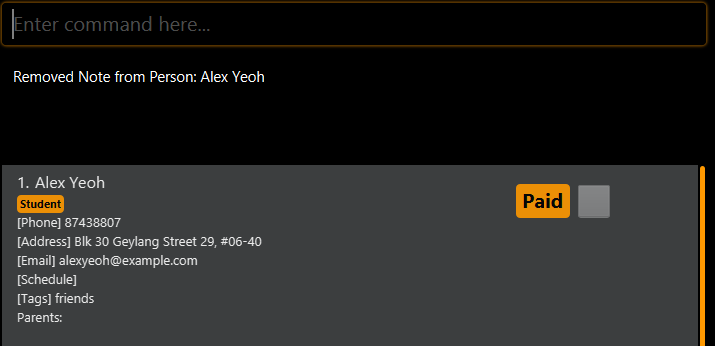 Enter command here...
Removed Note from Person: Alex Yeoh
1. Alex Yeoh
Student
Paid
[Phone] 87438807
[Address] Blk 30 Geylang Street 29, #06-40
[Email] alexyeoh@example.com
[Schedule]
[Tags] friends
Parents: